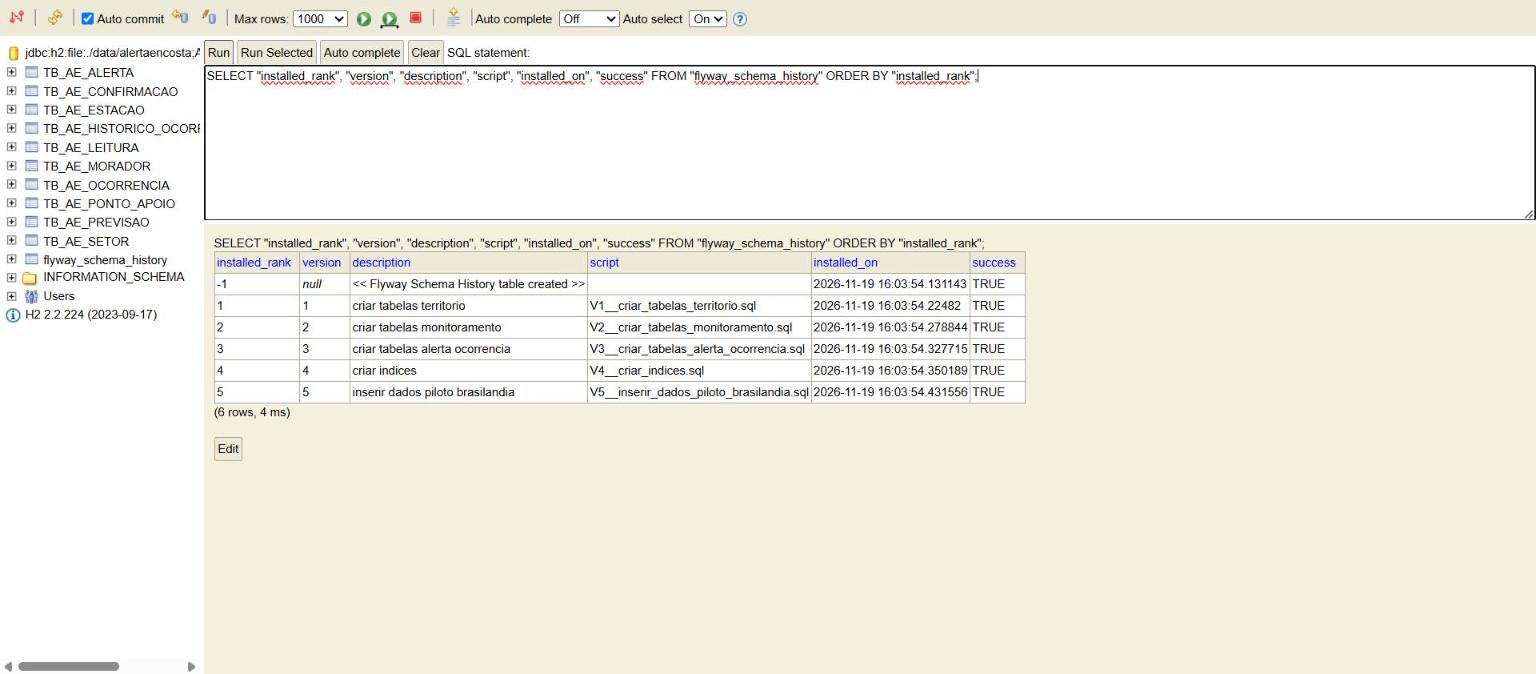 Auto commit Max rows: 1000 Auto complete Off Auto select On
jdbc:h2:file:./data/alertaencosta;A
TB_AE_ALERTA
TB_AE_CONFIRMACAO
TB_AE_ESTACAO
TB_AE_HISTORICO_OCORR
TB_AE_LEITURA
TB_AE_MORADOR
TB_AE_OCORRENCIA
TB_AE_PONTO_APOIO
TB_AE_PREVISAO
TB_AE_SETOR
flyway_schema_history
INFORMATION_SCHEMA
Users
H2 2.2.224 (2023-09-17)
Run Run Selected Auto complete Clear SQL statement:
SELECT "installed_rank", "version", "description", "script", "installed_on", "success" FROM "flyway_schema_history" ORDER BY "installed_rank";
SELECT "installed_rank", "version", "description", "script", "installed_on", "success" FROM "flyway_schema_history" ORDER BY "installed_rank";
installed_rank version description script installed_on success
-1 null << Flyway Schema History table created >> 2026-11-19 16:03:54.131143 TRUE
1 1 criar tabelas territorio V1__criar_tabelas_territorio.sql 2026-11-19 16:03:54.22482 TRUE
2 2 criar tabelas monitoramento V2__criar_tabelas_monitoramento.sql 2026-11-19 16:03:54.278844 TRUE
3 3 criar tabelas alerta ocorrencia V3__criar_tabelas_alerta_ocorrencia.sql 2026-11-19 16:03:54.327715 TRUE
4 4 criar indices V4__criar_indices.sql 2026-11-19 16:03:54.350189 TRUE
5 5 inserir dados piloto brasilandia V5__inserir_dados_piloto_brasilandia.sql 2026-11-19 16:03:54.431556 TRUE
(6 rows, 4 ms)
Edit